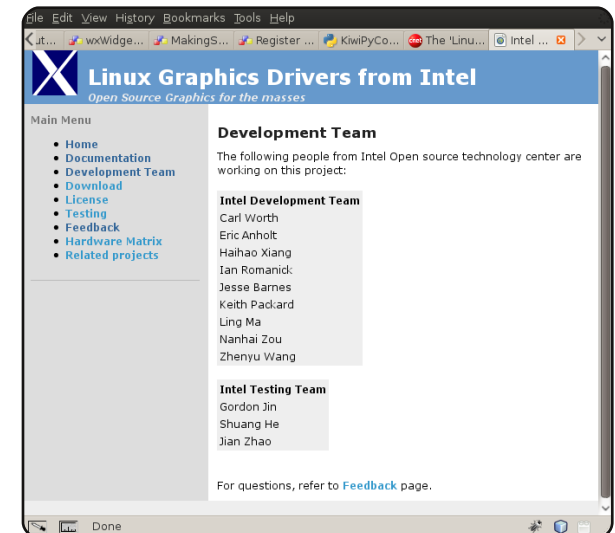 File Edit View History Bookmarks Tools Help
ut... wxWidge... MakingS... Register ... KiwiPyCo... The 'Linu... Intel ...
Linux Graphics Drivers from Intel
Open Source Graphics for the masses
Main Menu
Home
Documentation
Development Team
Download
License
Testing
Feedback
Hardware Matrix
Related projects
Development Team
The following people from Intel Open source technology center are
working on this project:
Intel Development Team
Carl Worth
Eric Anholt
Haihao Xiang
Ian Romanick
Jesse Barnes
Keith Packard
Ling Ma
Nanhai Zou
Zhenyu Wang
Intel Testing Team
Gordon Jin
Shuang He
Jian Zhao
For questions, refer to Feedback page.
Done